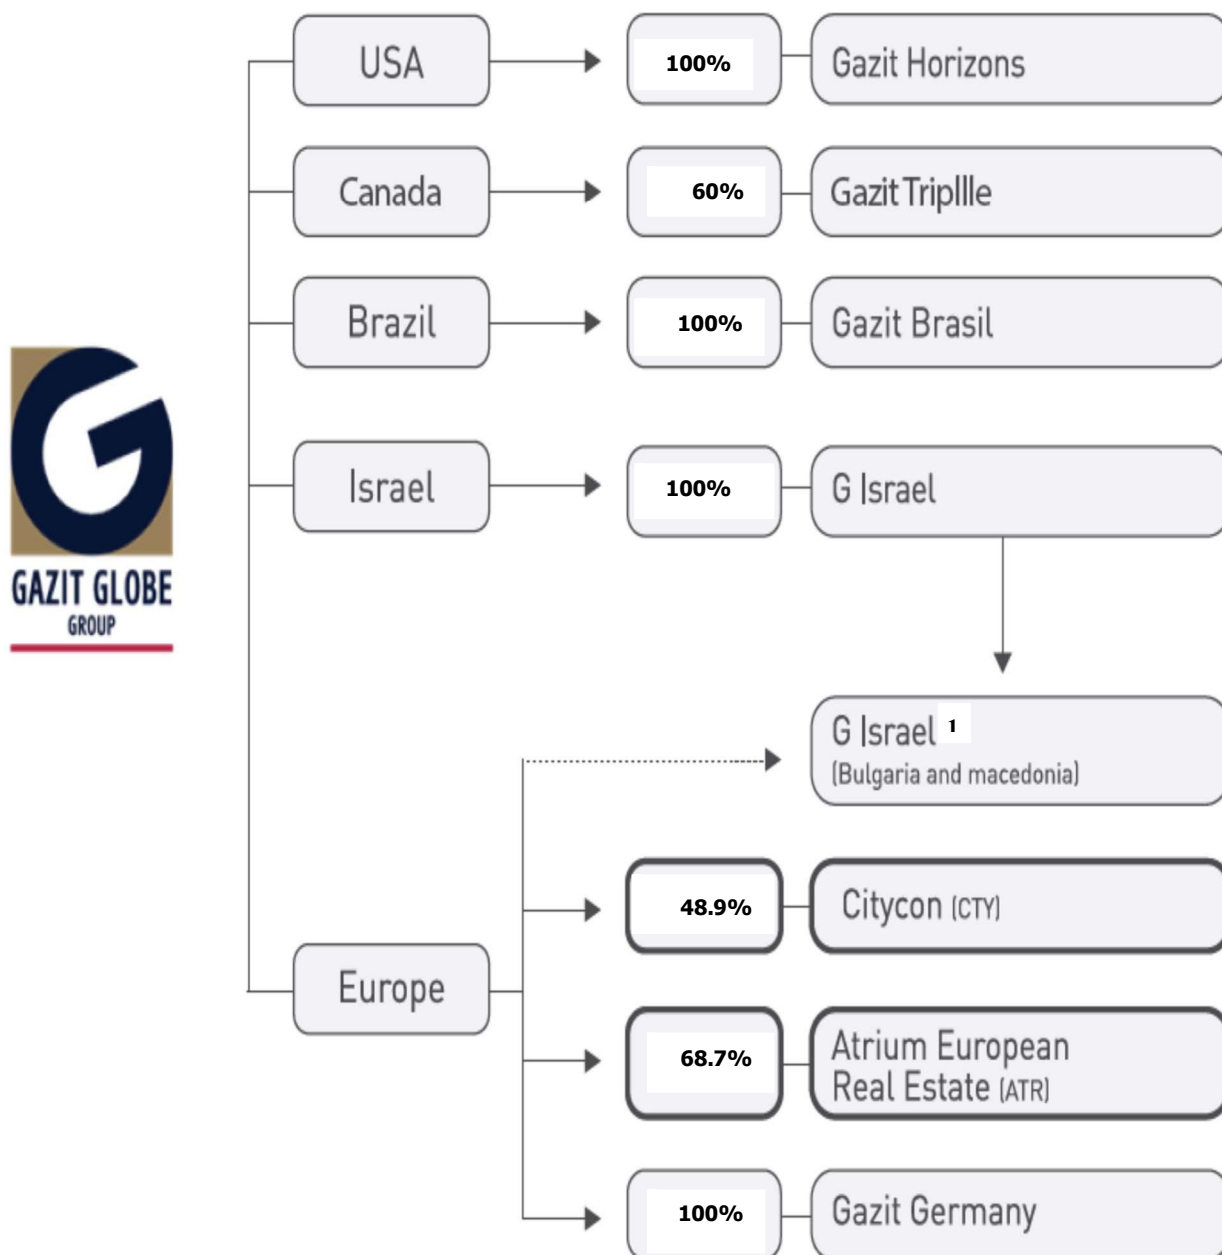 USA
100%
Gazit Horizons
Canada
60%
Gazit Tripllle
Brazil
100%
Gazit Brasil
Israel
100%
G Israel
GAZIT GLOBE
GROUP
G Israel 1
(Bulgaria and macedonia)
Europe
48.9%
Citycon (CTY)
68.7%
Atrium European
Real Estate (ATR)
100%
Gazit Germany